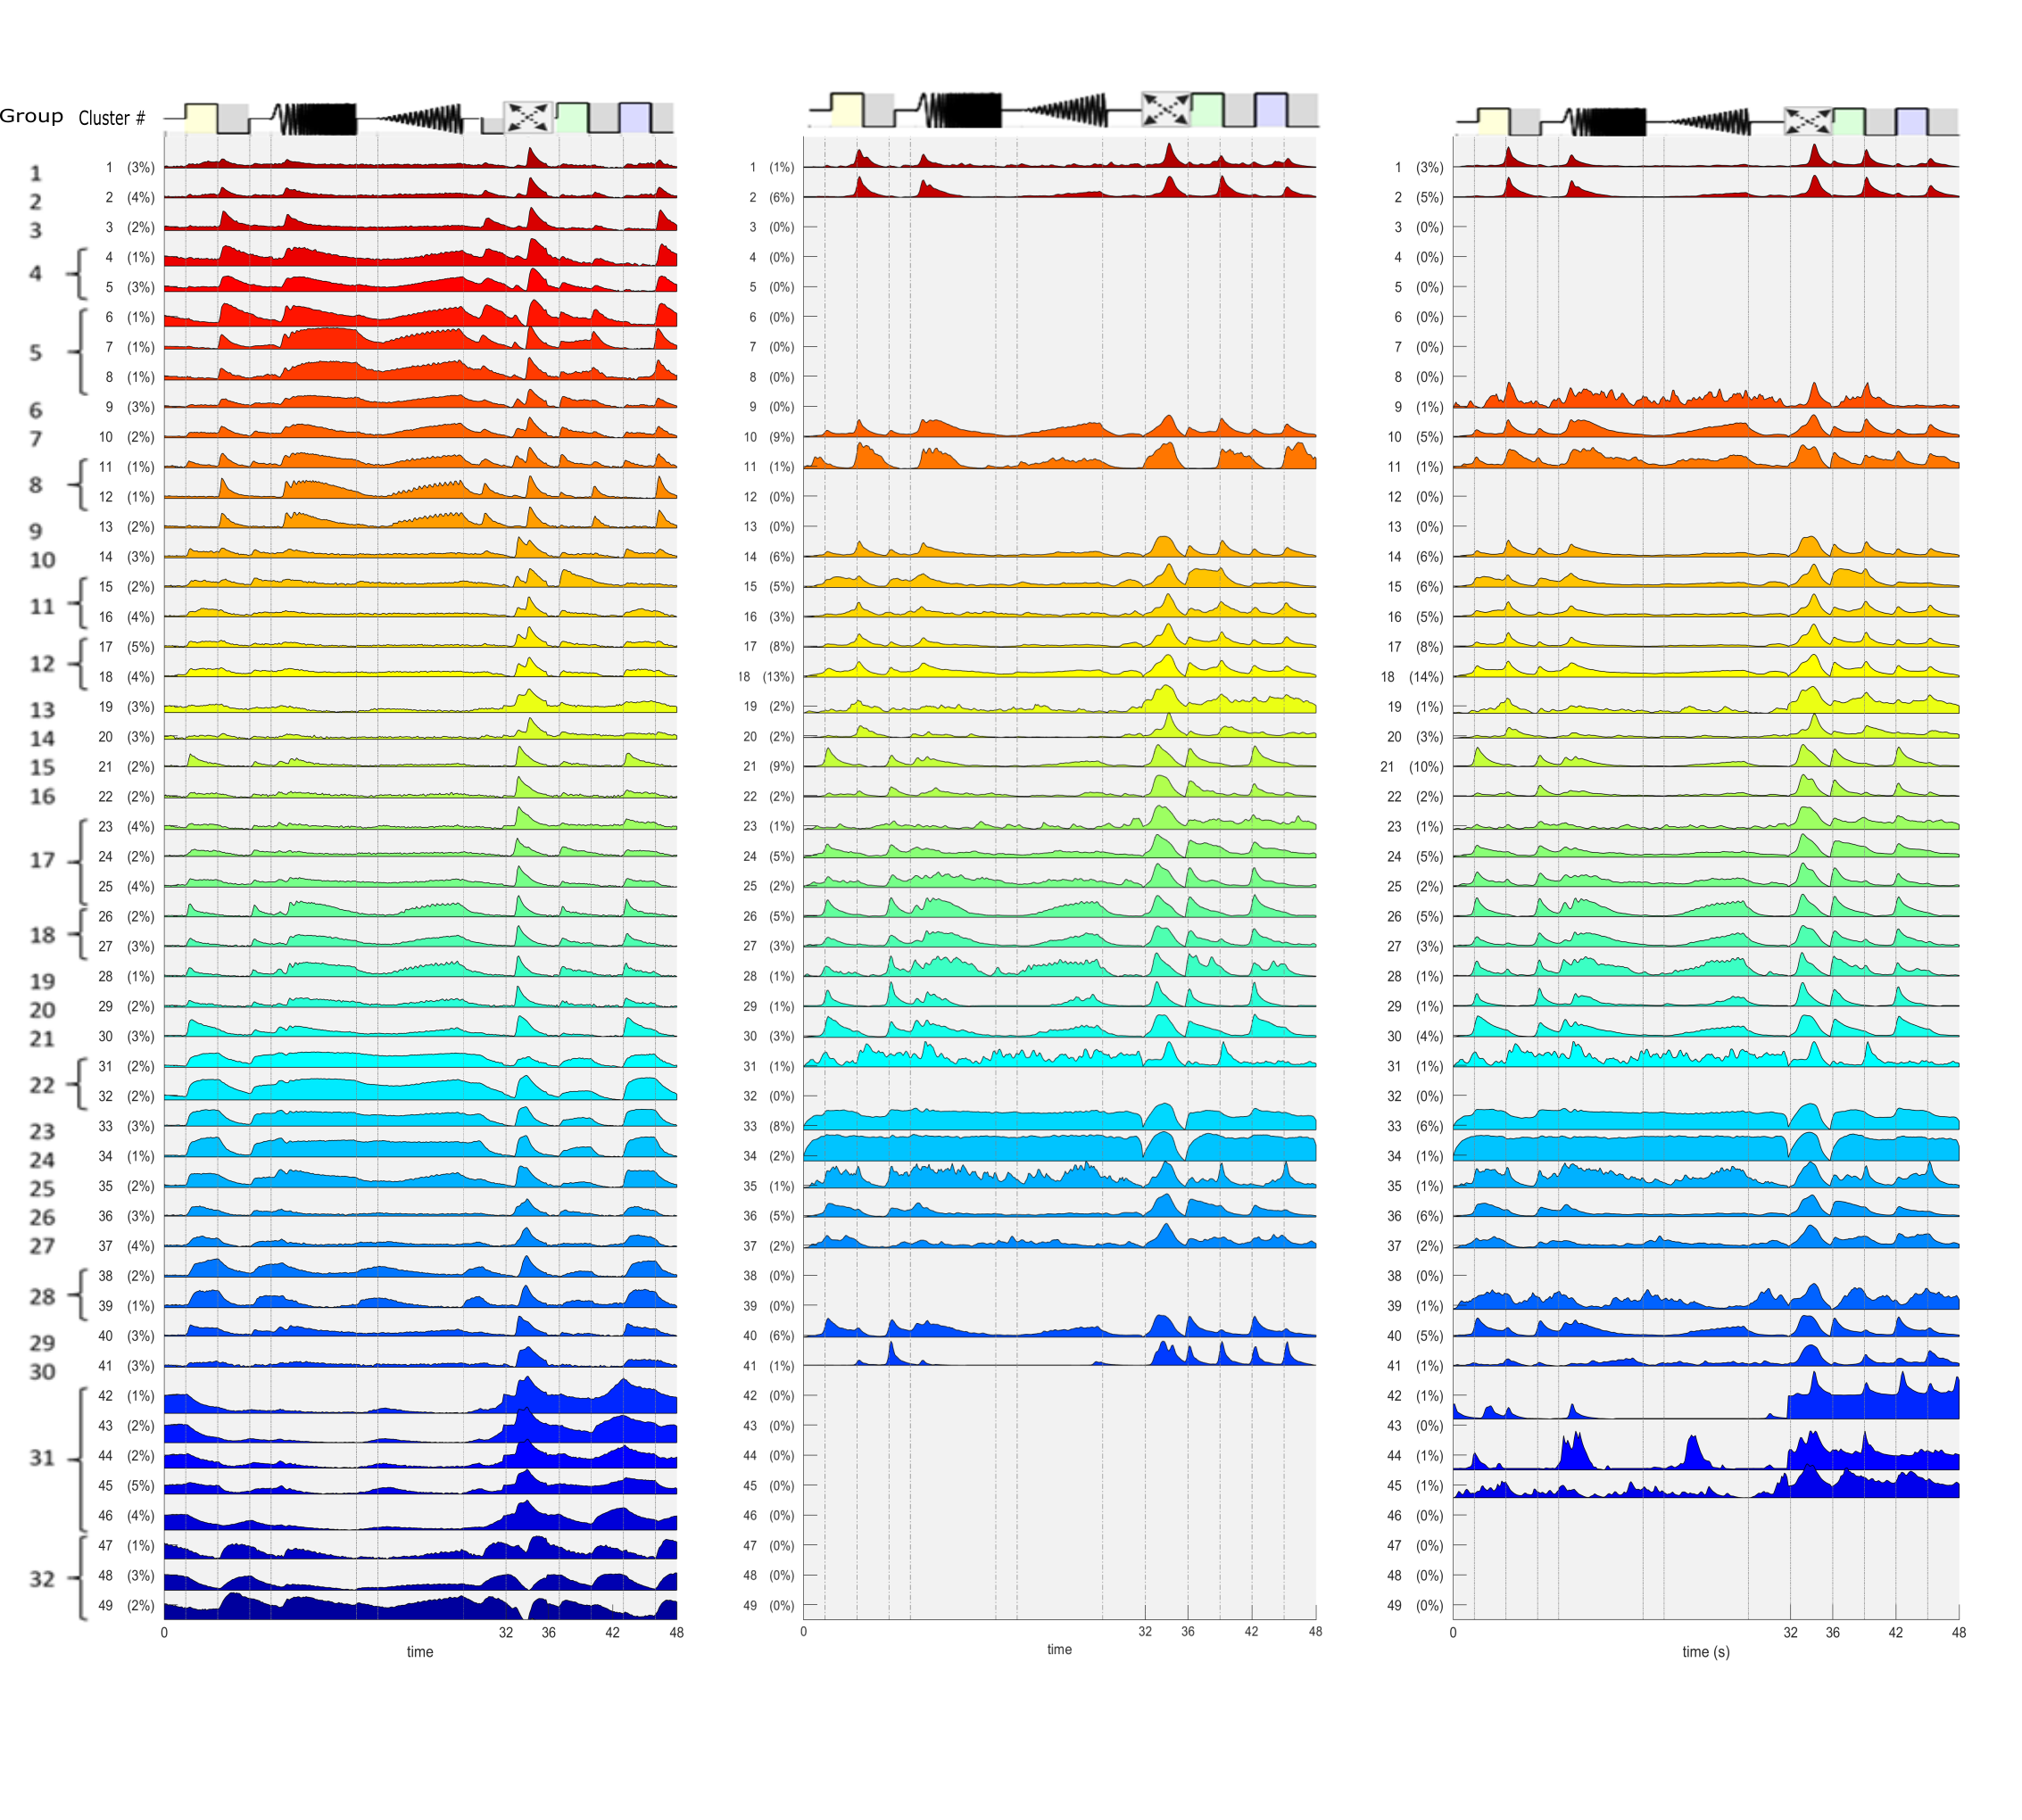 Group Cluster #
1 (3%) 1 (1%) 1 (3%)
1
2 (4%) 2 (6%) 2 (5%)
2
3 (2%) 3 (0%) 3 (0%)
3
4 (1%) 4 (0%) 4 (0%)
4
5 (3%) 5 (0%) 5 (0%)
6 (1%) 6 (0%) 6 (0%)
7 (1%) 7 (0%) 7 (0%)
5
8 (1%) 8 (0%) 8 (0%)
9 (3%) 9 (0%) 9 (1%)
6
10 (2%) 10 (9%) 10 (5%)
7
11 (1%) 11 (1%) 11 (1%)
8
12 (1%) 12 (0%) 12 (0%)
13 (2%) 13 (0%) 13 (0%)
9
14 (3%) 14 (6%) 14 (6%)
10
15 (2%) 15 (5%) 15 (6%)
11
16 (4%) 16 (3%) 16 (5%)
17 (5%) 17 (8%) 17 (8%)
12
18 (4%) 18 (13%) 18 (14%)
19 (3%) 19 (2%) 19 (1%)
13
20 (3%) 20 (2%) 20 (3%)
14
21 (2%) 21 (9%) 21 (10%)
15
22 (2%) 22 (2%) 22 (2%)
16
23 (4%) 23 (1%) 23 (1%)
24 (2%) 24 (5%) 24 (5%)
17
25 (4%) 25 (2%) 25 (2%)
26 (2%) 26 (5%) 26 (5%)
18
27 (3%) 27 (3%) 27 (3%)
28 (1%) 28 (1%) 28 (1%)
19
29 (2%) 29 (1%) 29 (1%)
20
30 (3%) 30 (3%) 30 (4%)
21
31 (2%) 31 (1%) 31 (1%)
22
32 (2%) 32 (0%) 32 (0%)
33 (3%) 33 (8%) 33 (6%)
23
34 (1%) 34 (2%) 34 (1%)
24
35 (2%) 35 (1%) 35 (1%)
25
36 (3%) 36 (5%) 36 (6%)
26
37 (4%) 37 (2%) 37 (2%)
27
38 (2%) 38 (0%) 38 (0%)
28
39 (1%) 39 (0%) 39 (1%)
40 (3%) 40 (6%) 40 (5%)
29
41 (3%) 41 (1%) 41 (1%)
30
42 (1%) 42 (0%) 42 (1%)
43 (2%) 43 (0%) 43 (0%)
44 (2%) 44 (0%) 44 (1%)
31
45 (5%) 45 (0%) 45 (1%)
46 (4%) 46 (0%) 46 (0%)
47 (1%) 47 (0%) 47 (0%)
48 (3%) 48 (0%) 48 (0%)
32
49 (2%) 49 (0%) 49 (0%)
0 32 36 42 48 0 32 36 42 48 0 32 36 42 48
time time time (s)